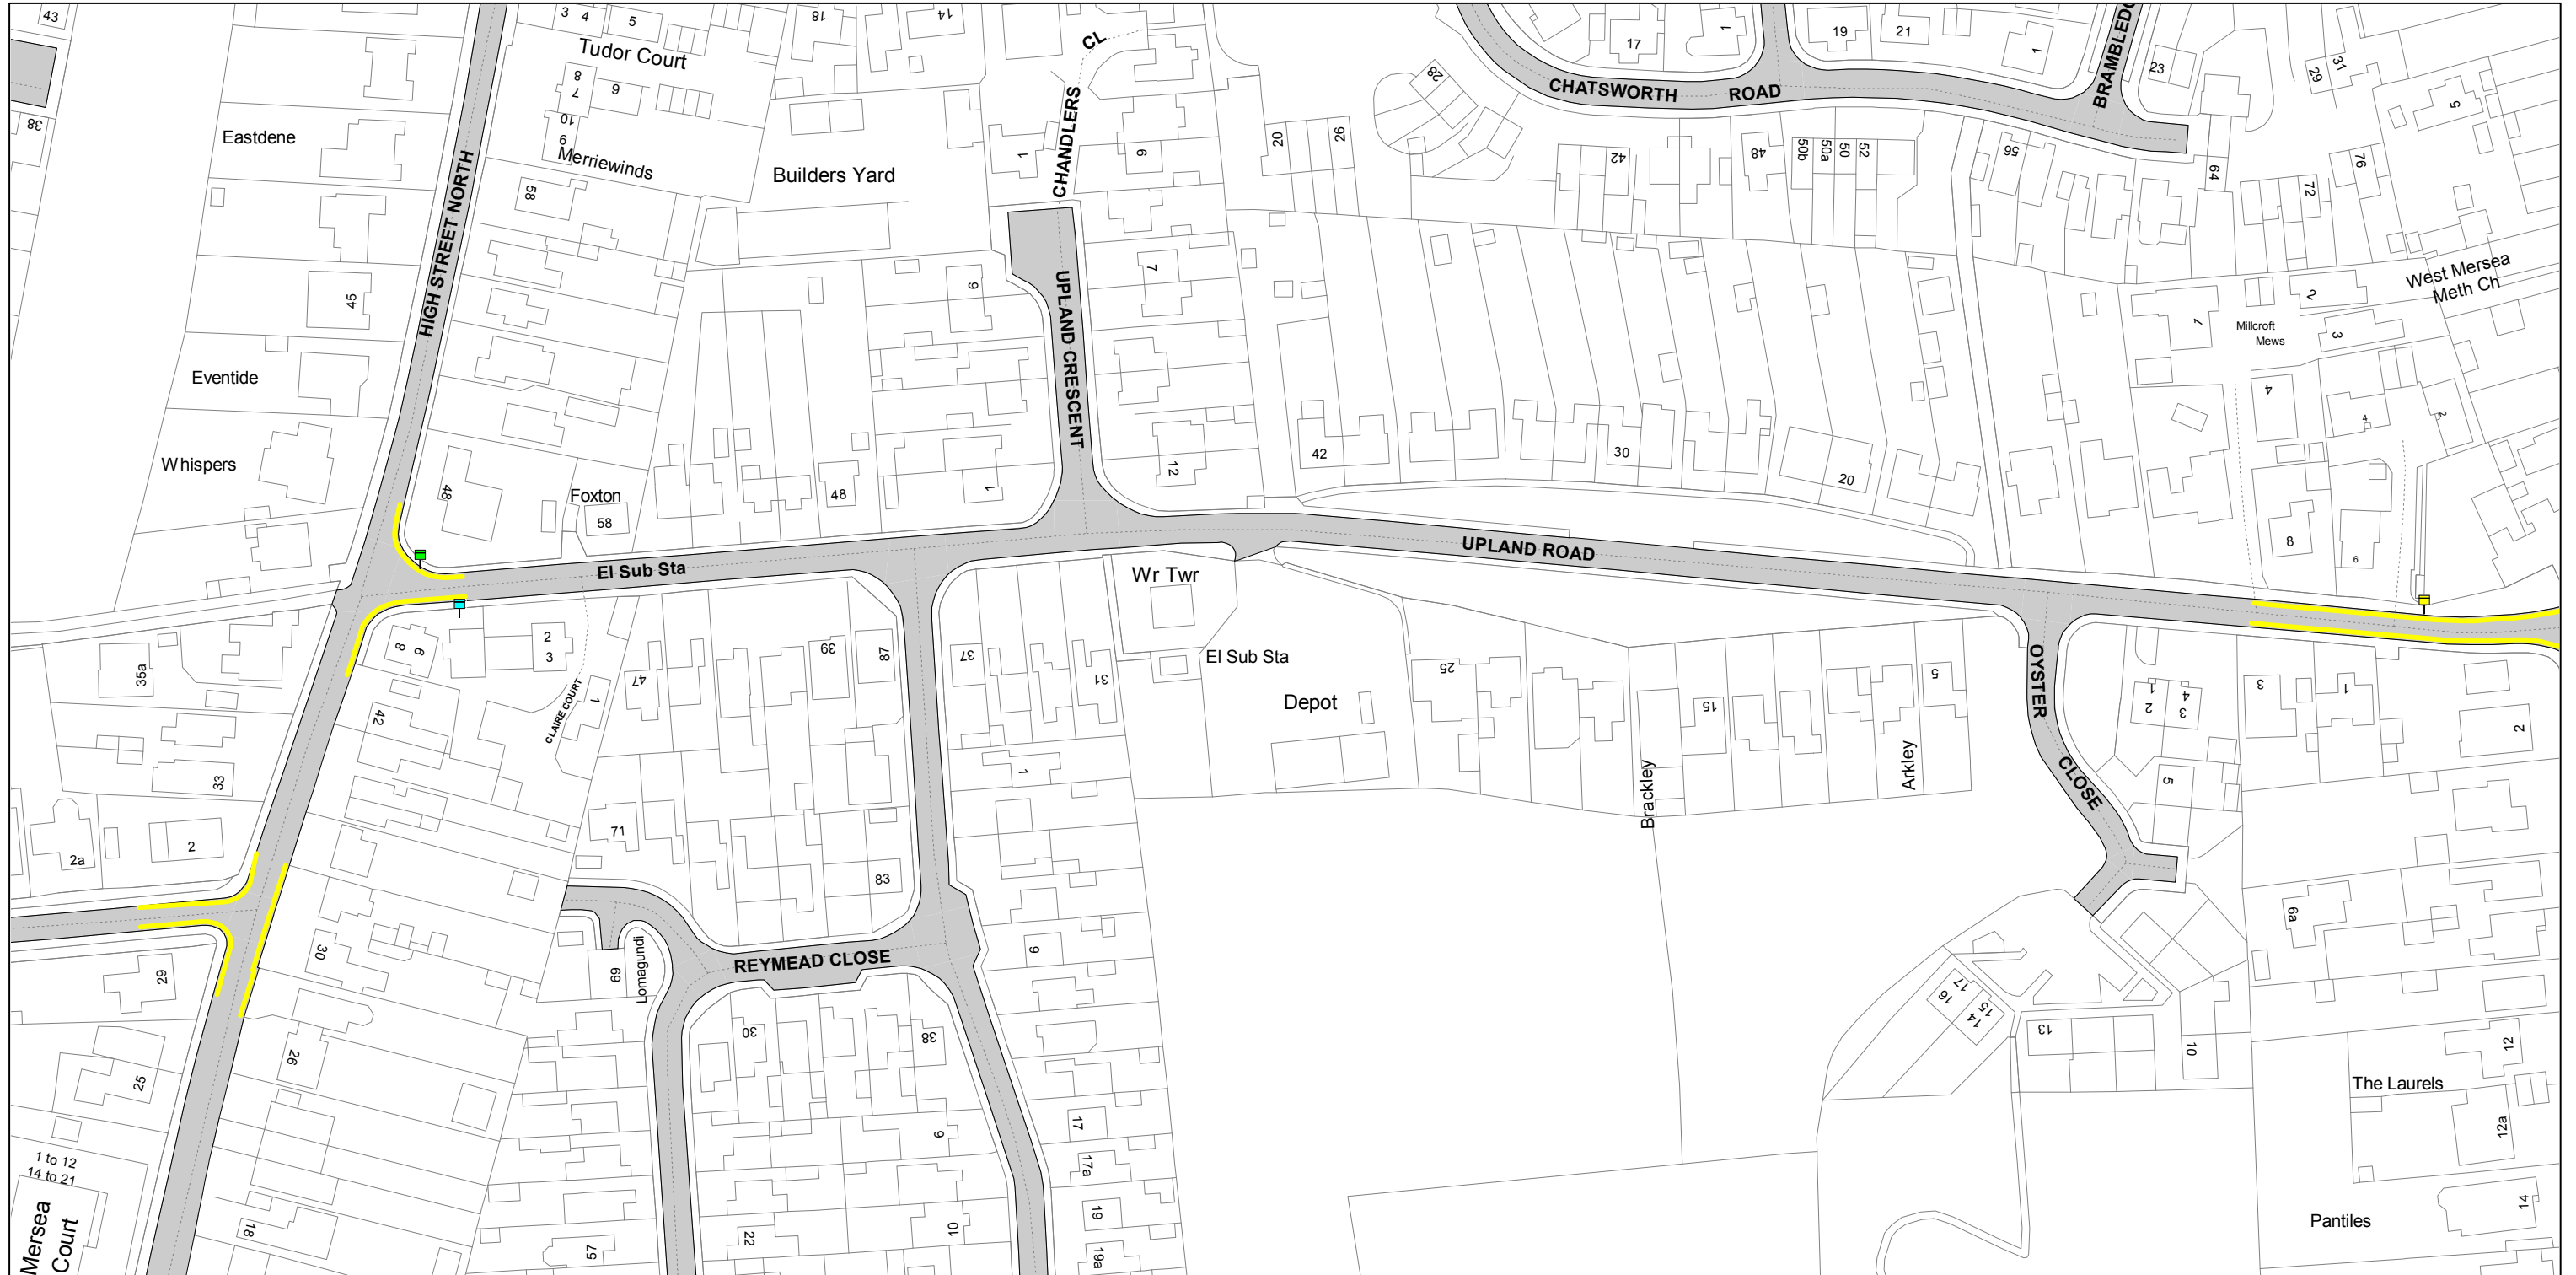 43
3 4
5
18
14
CL
17
1
19
21
1
BRAMBLEDO
23
29
31
5
Tudor Court
8
7
9
10
9
Merriewinds
58
38
Eastdene
HIGH STREET NORTH
Builders Yard
1
CHANDLERS
6
20
26
28
CHATSWORTH ROAD
42
48
50b
50a
50
52
56
64
72
76
West Mersea
Meth Ch
45
6
7
UPLAND CRESCENT
1
2
Millcroft
Mews
3
Eventide
4
4
2
Whispers
48
Foxton
58
48
1
12
42
30
20
8
6
El Sub Sta
UPLAND ROAD
Wr Twr
El Sub Sta
Depot
35a
8
9
2
3
1
CLAIRE COURT
47
39
87
37
31
25
15
5
Brackley
Arkley
OYSTER CLOSE
1
2
4
3
3
1
2
5
33
42
2a
2
71
83
1
29
30
69
Lomagundi
REYMEAD CLOSE
9
6a
17
16
15
14
13
10
12
The Laurels
12a
25
26
30
38
17
17a
6
1 to 12
14 to 21
Mersea
Court
18
57
22
10
19
19a
Pantiles
14